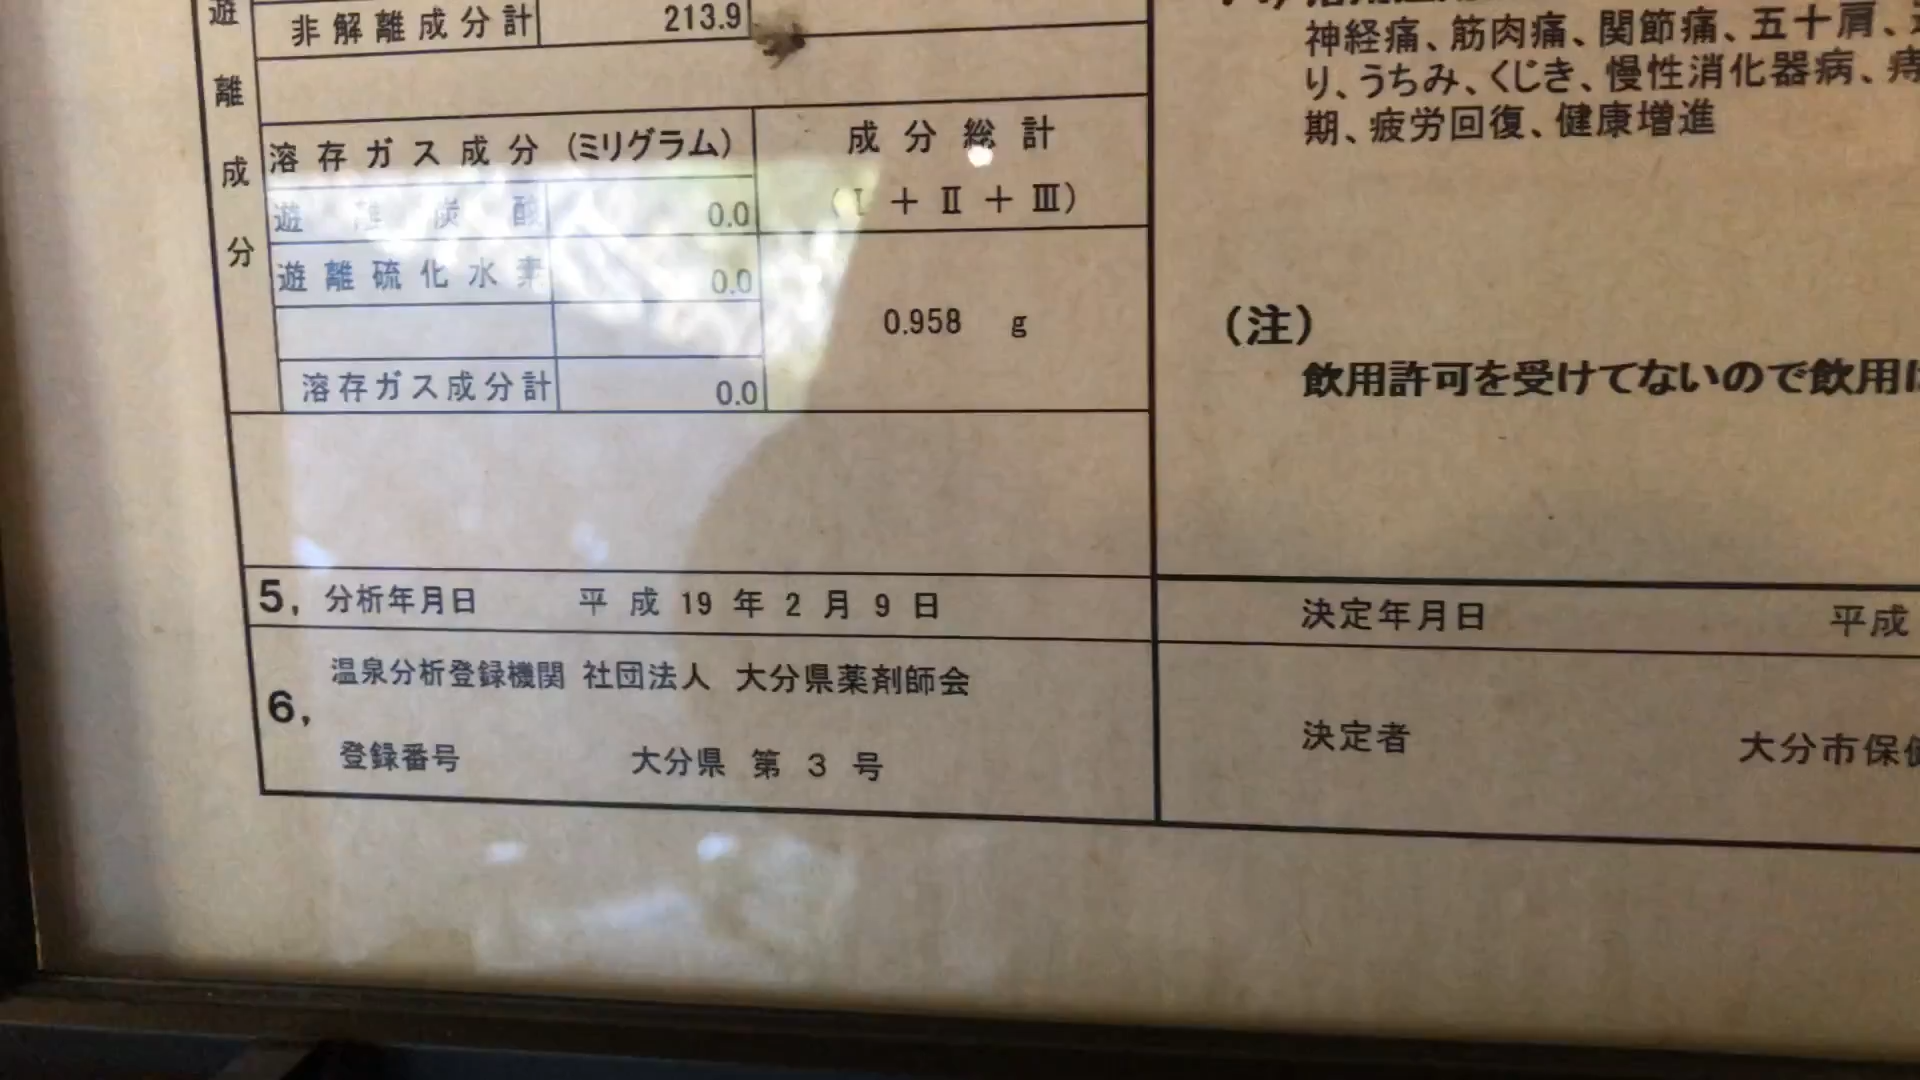 遊離成分
非解離成分計 213.9
溶存ガス成分 (ミリグラム)
遊離炭酸 0.0
遊離硫化水素 0.0
溶存ガス成分計 0.0
成分総計
(Ⅰ + Ⅱ + Ⅲ)
0.958 g
5, 分析年月日 平成 19 年 2 月 9 日
6, 温泉分析登録機関 社団法人 大分県薬剤師会
登録番号 大分県 第 3 号
神経痛、筋肉痛、関節痛、五十肩、
り、うちみ、くじき、慢性消化器病、痔
期、疲労回復、健康増進
(注)
飲用許可を受けてないので飲用は
決定年月日 平成
決定者 大分市保健